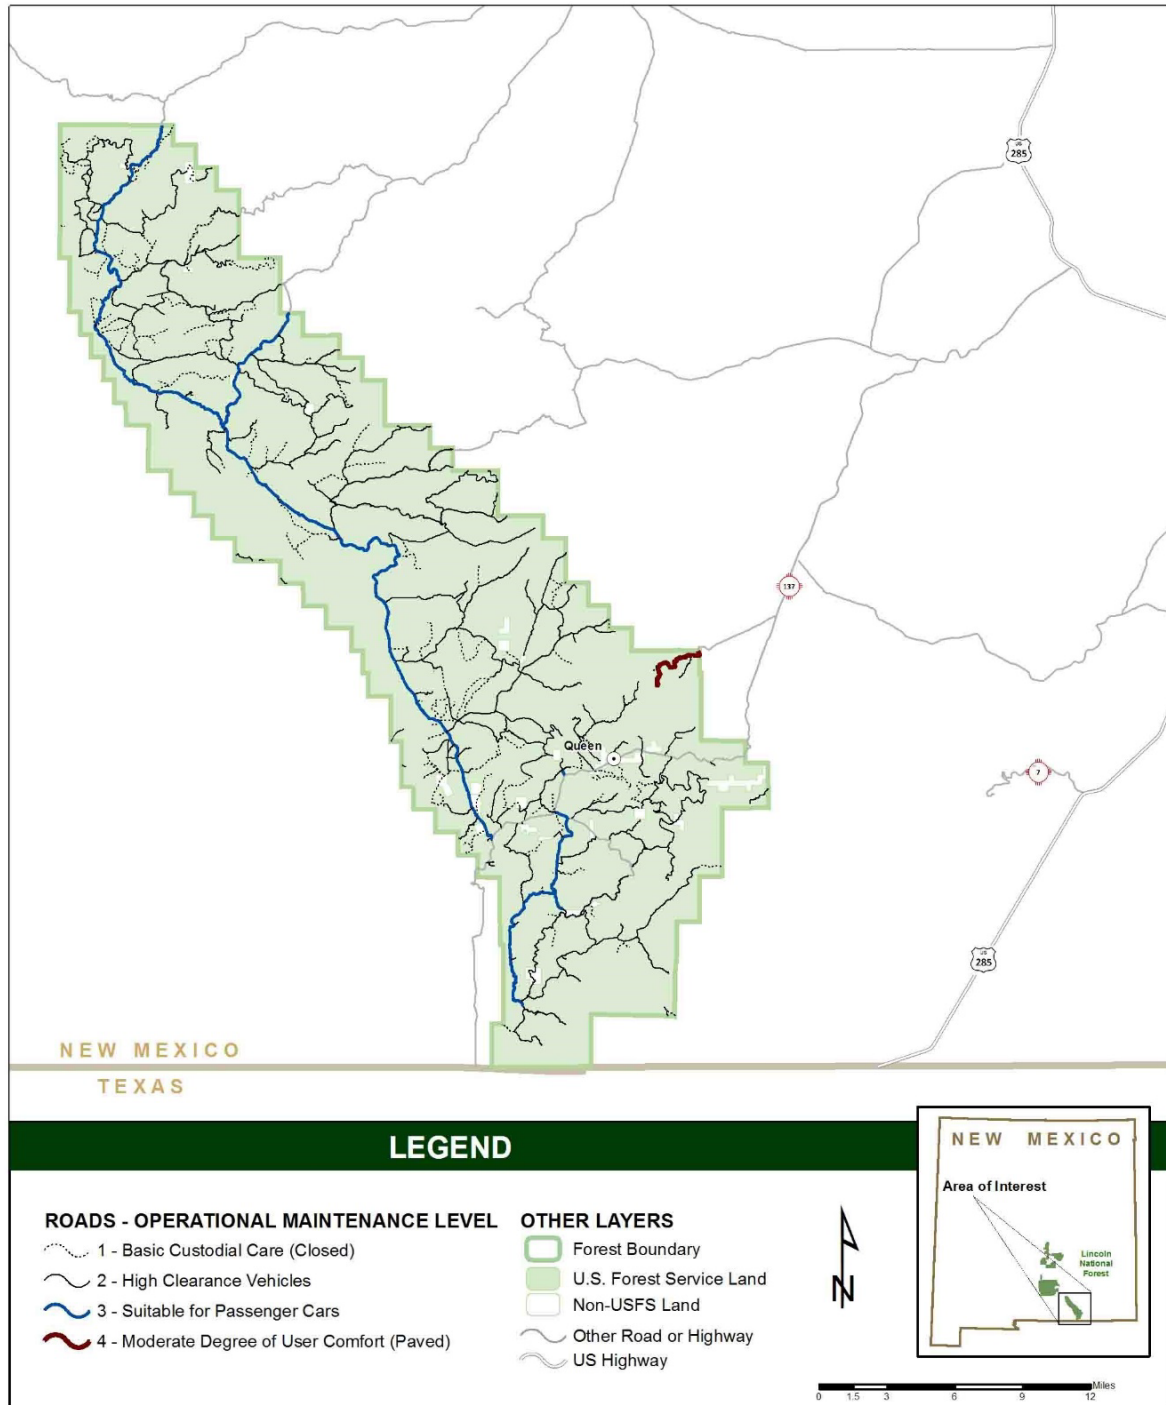 US
285
137
Queen
7
US
285
NEW MEXICO
TEXAS
LEGEND
NEW MEXICO
Area of Interest
Lincoln
National
Forest
ROADS - OPERATIONAL MAINTENANCE LEVEL
1 - Basic Custodial Care (Closed)
2 - High Clearance Vehicles
3 - Suitable for Passenger Cars
4 - Moderate Degree of User Comfort (Paved)
OTHER LAYERS
Forest Boundary
U.S. Forest Service Land
Non-USFS Land
Other Road or Highway
US Highway
N
Miles
0 1.5 3 6 9 12